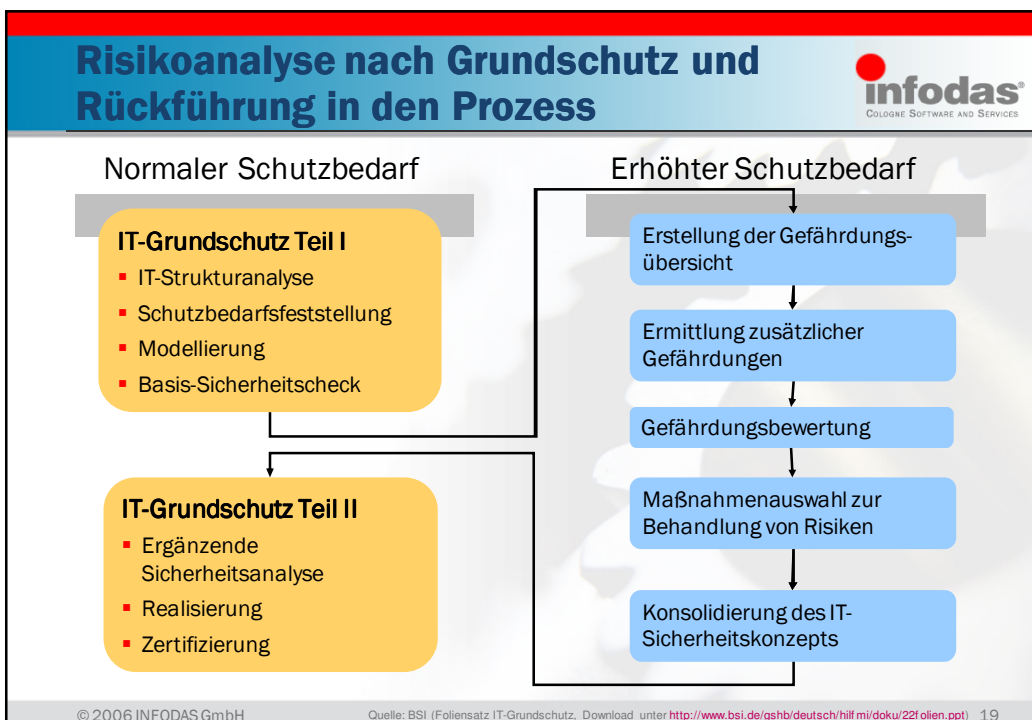 Risikoanalyse nach Grundschutz und
Rückführung in den Prozess
infodas®
COLOGNE SOFTWARE AND SERVICES
Normaler Schutzbedarf
IT-Grundschutz Teil I
IT-Strukturanalyse
Schutzbedarfsfeststellung
Modellierung
Basis-Sicherheitscheck
IT-Grundschutz Teil II
Ergänzende
Sicherheitsanalyse
Realisierung
Zertifizierung
Erhöhter Schutzbedarf
Erstellung der Gefährdungs-
übersicht
Ermittlung zusätzlicher
Gefährdungen
Gefährdungsbewertung
Maßnahmenauswahl zur
Behandlung von Risiken
Konsolidierung des IT-
Sicherheitskonzepts
© 2006 INFODAS GmbH
Quelle: BSI (Foliensatz IT-Grundschutz, Download unter http://www.bsi.de/gshb/deutsch/hilfmi/doku/22folien.ppt)
19